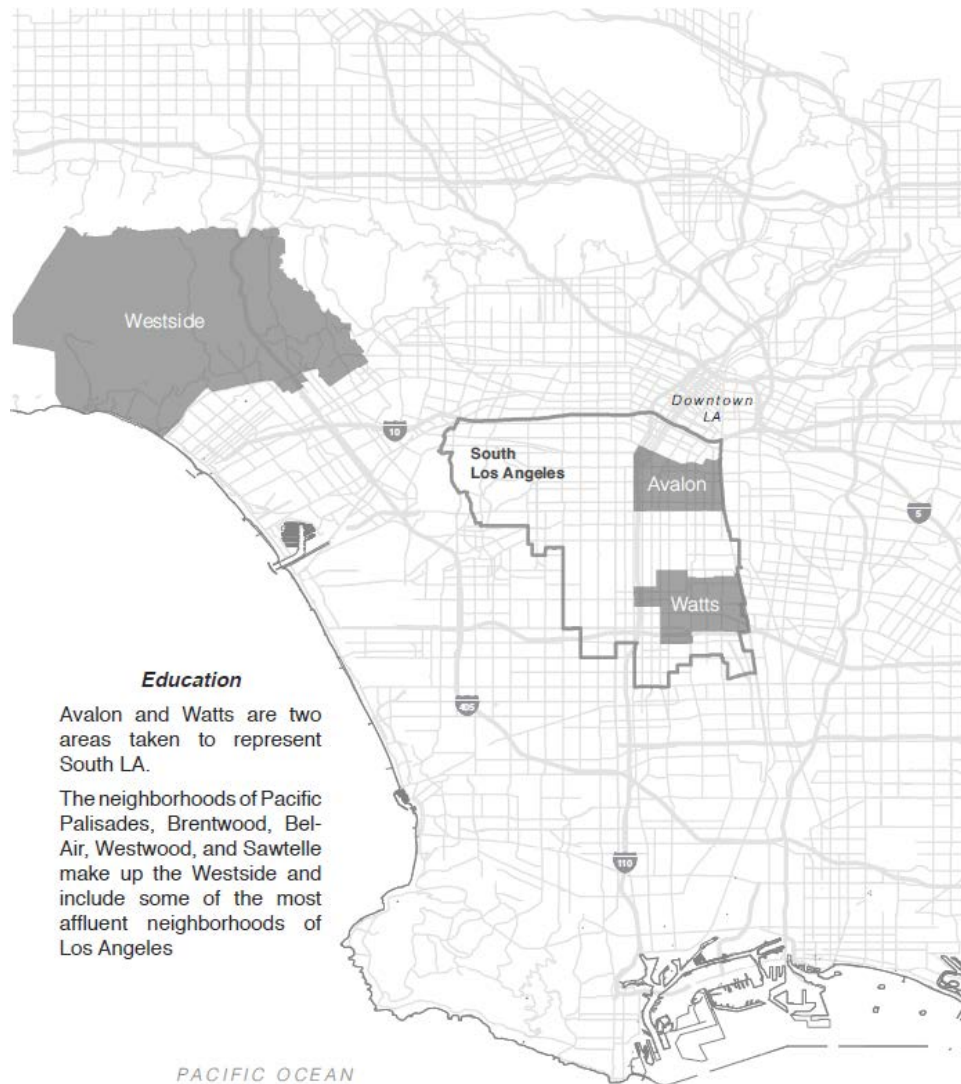 Westside
Downtown
LA
10
South
Los Angeles
Avalon
5
Watts
Education
Avalon and Watts are two
areas taken to represent
South LA.
405
The neighborhoods of Pacific
Palisades, Brentwood, Bel-
Air, Westwood, and Sawtelle
make up the Westside and
include some of the most
affluent neighborhoods of
Los Angeles
110
PACIFIC OCEAN